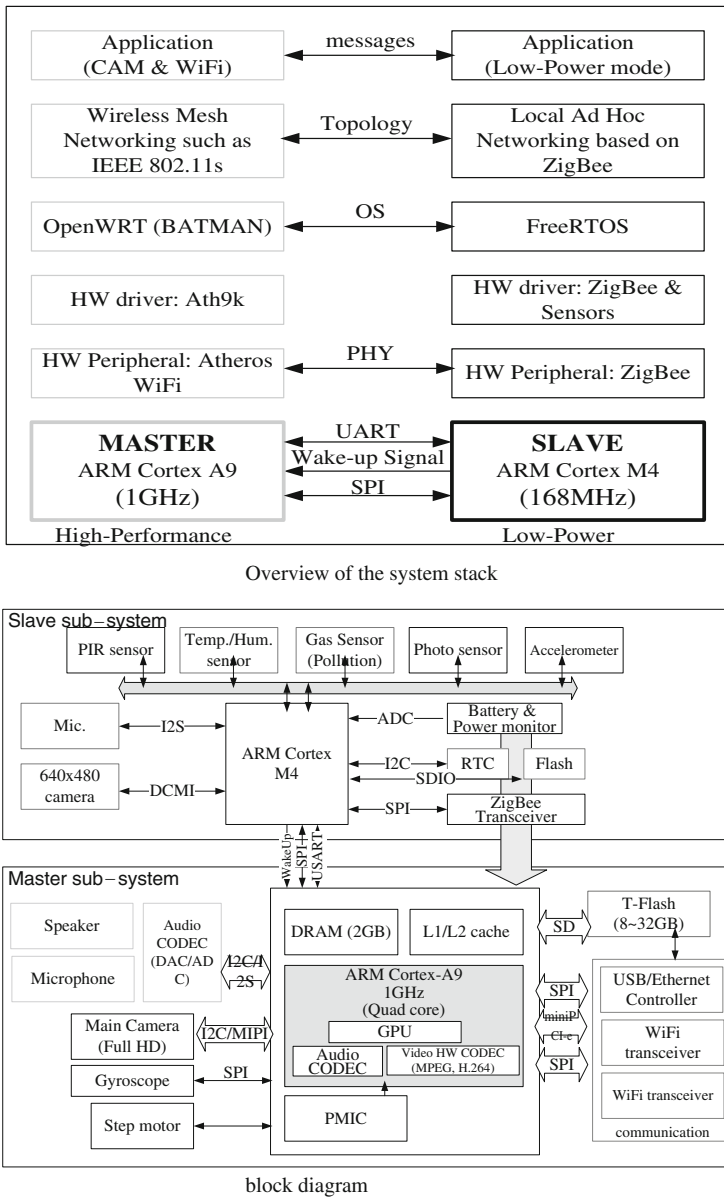 Application
(CAM & WiFi)
messages
Application
(Low-Power mode)
Wireless Mesh
Networking such as
IEEE 802.11s
Topology
Local Ad Hoc
Networking based on
ZigBee
OpenWRT (BATMAN)
OS
FreeRTOS
HW driver: Ath9k
HW driver: ZigBee &
Sensors
HW Peripheral: Atheros
WiFi
PHY
HW Peripheral: ZigBee
MASTER
ARM Cortex A9
(1GHz)
UART
Wake-up Signal
SPI
SLAVE
ARM Cortex M4
(168MHz)
High-Performance
Low-Power
Overview of the system stack
Slave sub-system
PIR sensor
Temp./Hum.
sensor
Gas Sensor
(Pollution)
Photo sensor
Accelerometer
Mic.
I2S
ARM Cortex
M4
ADC
Battery &
Power monitor
640x480
camera
DCMI
I2C
RTC
Flash
SDIO
SPI
ZigBee
Transceiver
WakeUp
SPI
USART
Master sub-system
Speaker
Microphone
Audio
CODEC
(DAC/AD
C)
I2C/I
2S
DRAM (2GB)
L1/L2 cache
SD
T-Flash
(8~32GB)
ARM Cortex-A9
1GHz
(Quad core)
GPU
Audio
CODEC
Video HW CODEC
(MPEG, H.264)
PMIC
Main Camera
(Full HD)
I2C/MIPI
Gyroscope
SPI
Step motor
SPI
miniP
CI-e
SPI
USB/Ethernet
Controller
WiFi
transceiver
WiFi transceiver
communication
block diagram